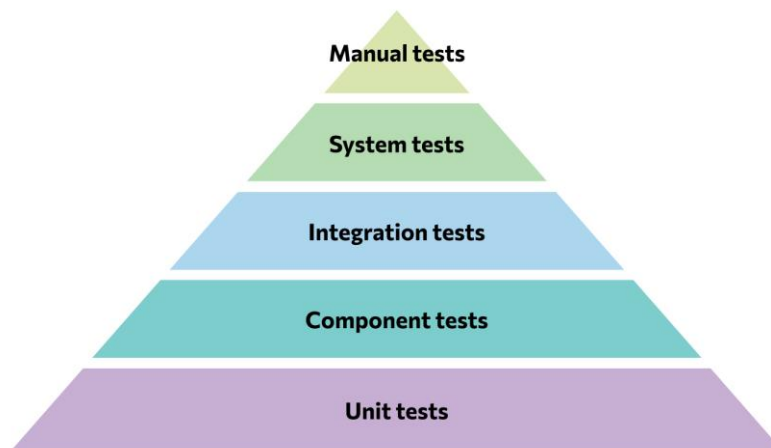 Manual tests
System tests
Integration tests
Component tests
Unit tests